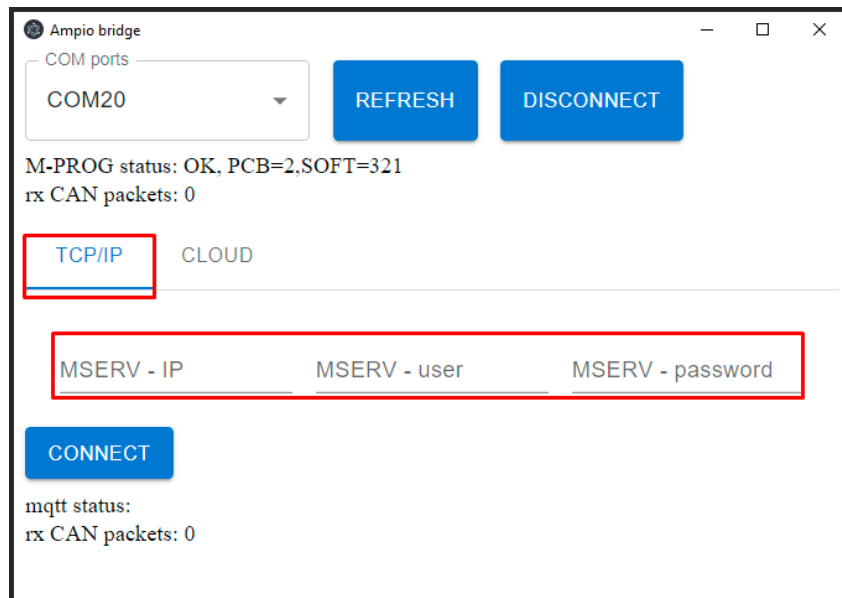 Ampio bridge
COM ports
COM20
REFRESH
DISCONNECT
M-PROG status: OK, PCB=2,SOFT=321
rx CAN packets: 0
TCP/IP
CLOUD
MSERV - IP
MSERV - user
MSERV - password
CONNECT
mqtt status:
rx CAN packets: 0